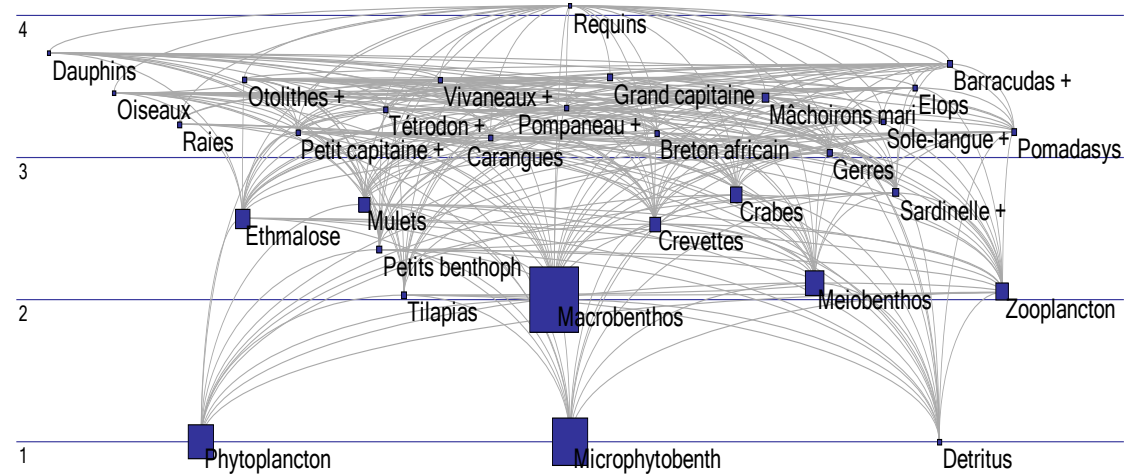 4
Requins
Dauphins
Barracudas +
Otolithes +
Vivaneaux +
Grand capitaine
Elops
Oiseaux
Mâchoirons mari
Tétrodon +
Pompaneau +
Sole-langue +
Raies
Petit capitaine +
Carangues
Breton africain
Pomadasys
3
Gerres
Mulets
Crabes
Sardinelle +
Ethmalose
Crevettes
Petits benthoph
Meiobenthos
2
Tilapias
Macrobenthos
Zooplancton
1
Phytoplancton
Microphytobenth
Detritus